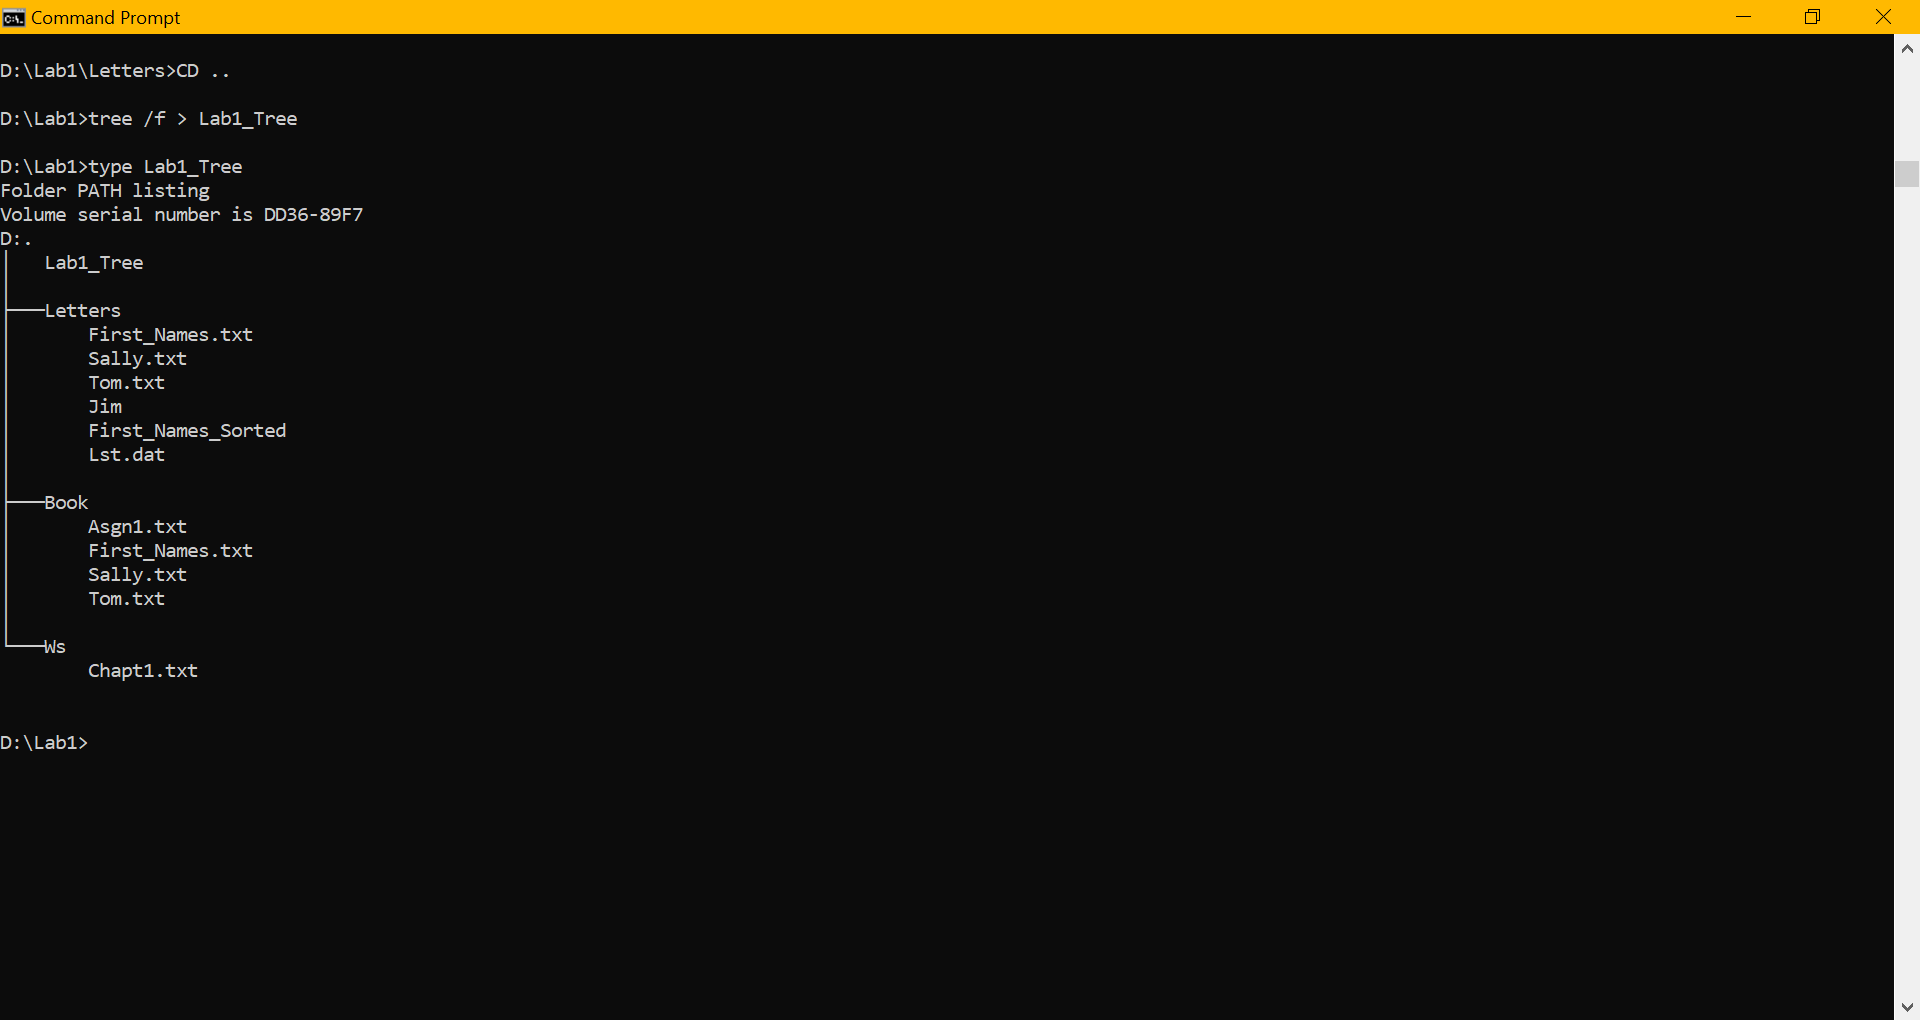 Command Prompt
D:\Lab1\Letters>CD ..
D:\Lab1>tree /f > Lab1_Tree
D:\Lab1>type Lab1_Tree
Folder PATH listing
Volume serial number is DD36-89F7
D:.
Lab1_Tree
Letters
First_Names.txt
Sally.txt
Tom.txt
Jim
First_Names_Sorted
Lst.dat
Book
Asgn1.txt
First_Names.txt
Sally.txt
Tom.txt
Ws
Chapt1.txt
D:\Lab1>